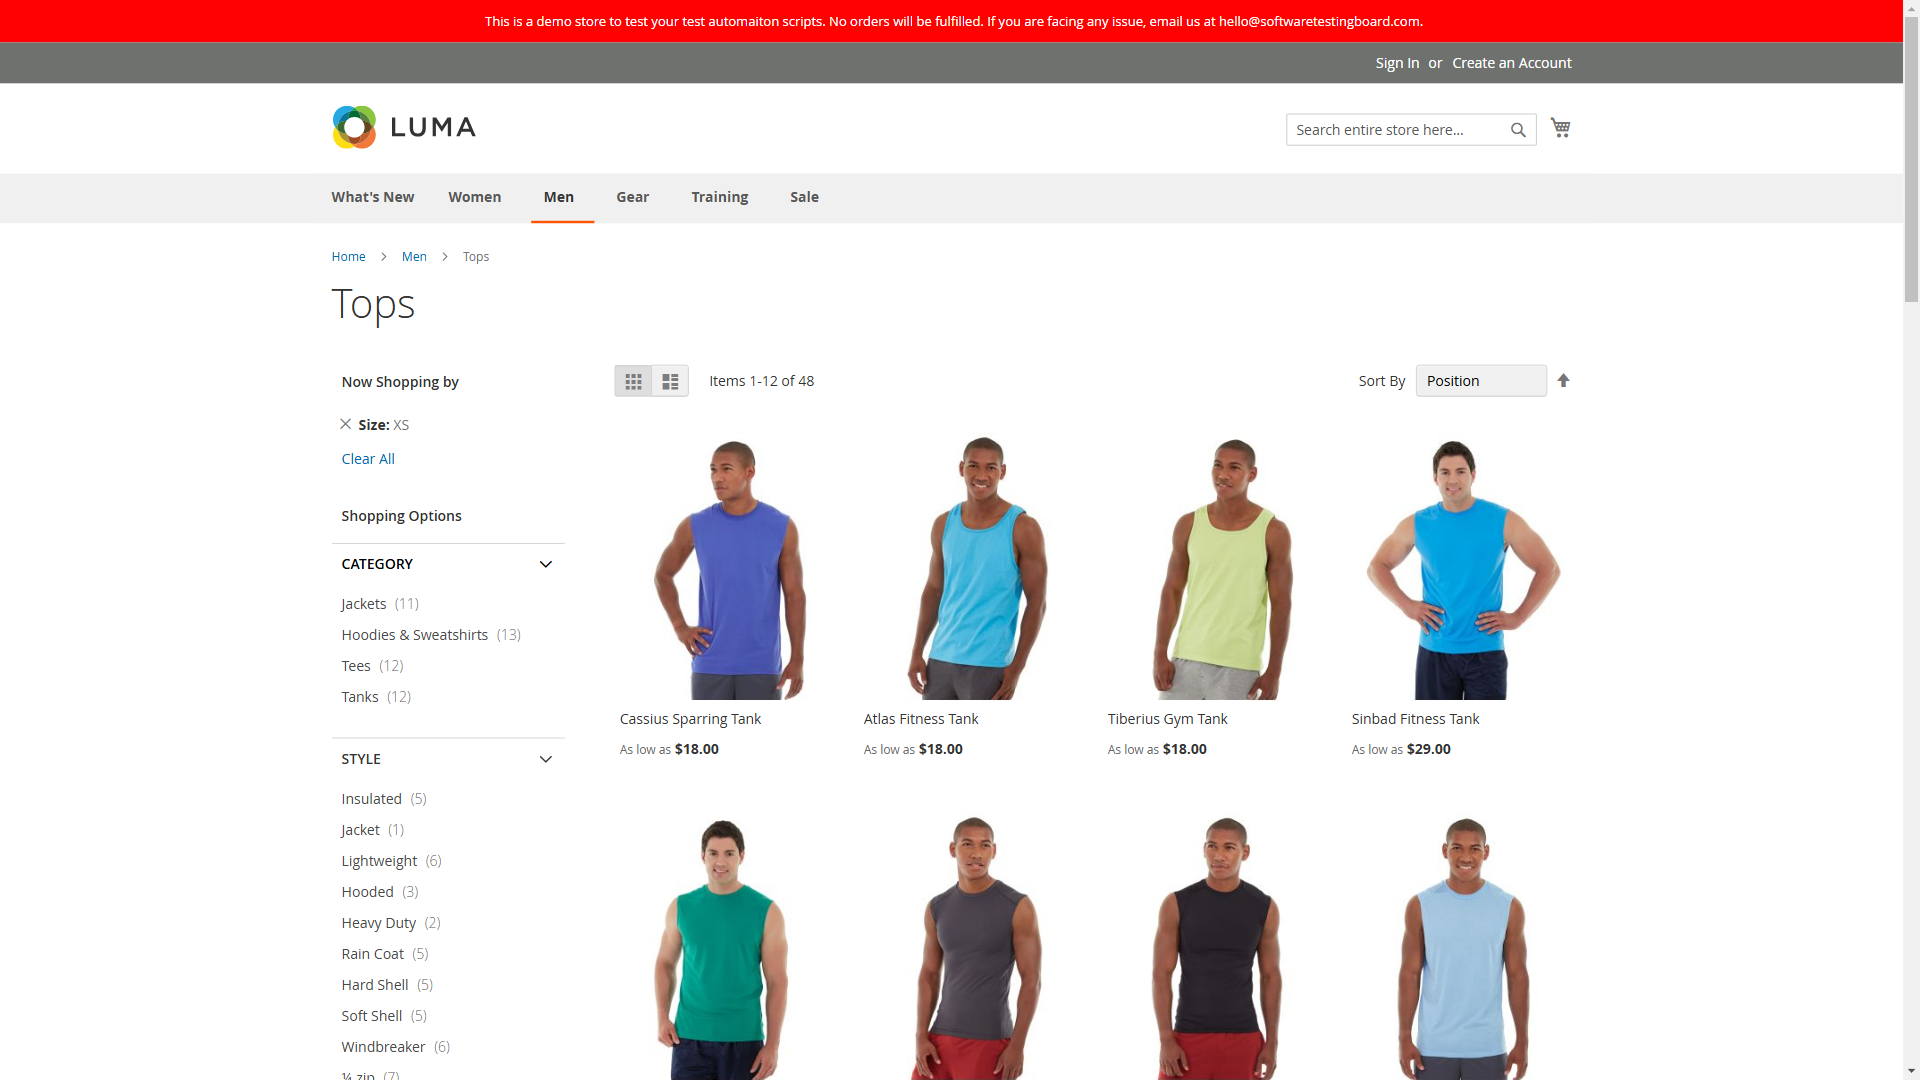 This is a demo store to test your test automaiton scripts. No orders will be fulfilled. If you are facing any issue, email us at hello@softwaretestingboard.com.
Sign In or Create an Account
LUMA
Search entire store here...
What's New Women Men Gear Training Sale
Home > Men > Tops
Tops
Now Shopping by
Items 1-12 of 48
Sort By Position
Size: XS
Clear All
Shopping Options
CATEGORY
Jackets (11)
Hoodies & Sweatshirts (13)
Tees (12)
Tanks (12)
STYLE
Insulated (5)
Jacket (1)
Lightweight (6)
Hooded (3)
Heavy Duty (2)
Rain Coat (5)
Hard Shell (5)
Soft Shell (5)
Windbreaker (6)
¼ zip (7)
Cassius Sparring Tank
As low as $18.00
Atlas Fitness Tank
As low as $18.00
Tiberius Gym Tank
As low as $18.00
Sinbad Fitness Tank
As low as $29.00